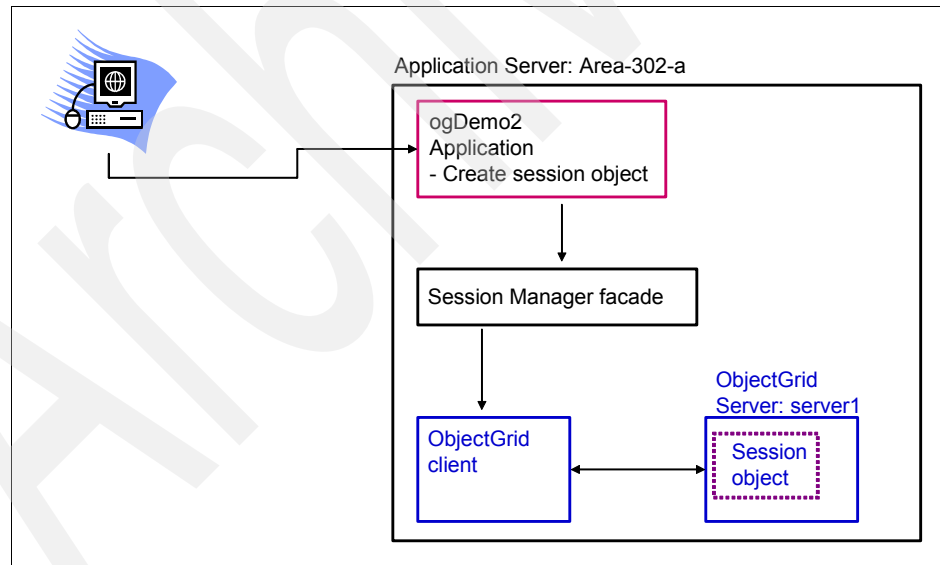 Application Server: Area-302-a
ogDemo2
Application
- Create session object
Session Manager facade
ObjectGrid
Server: server1
ObjectGrid
client
Session
object
Archiv